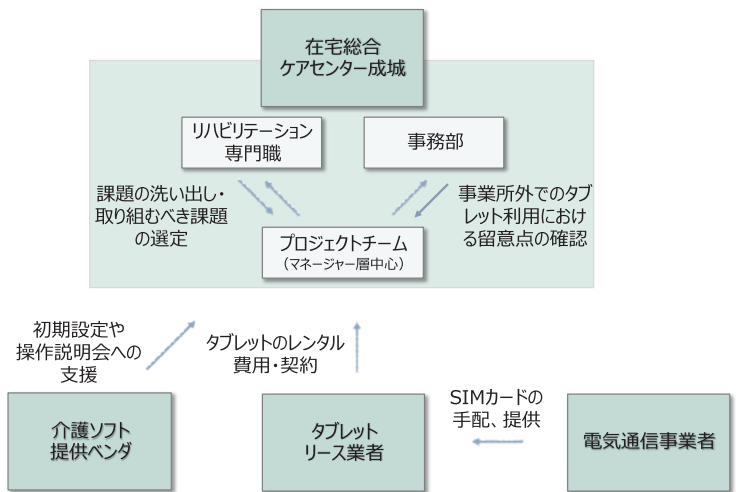 在宅総合
ケアセンター成城
リハビリテーション
専門職
事務部
課題の洗い出し・
取り組むべき課題
の選定
事業所外でのタブ
レット利用におけ
る留意点の確認
プロジェクトチーム
（マネージャー層中心）
初期設定や
操作説明会への
支援
タブレットのレンタル
費用・契約
SIMカードの
手配、提供
介護ソフト
提供ベンダ
タブレット
リース業者
電気通信事業者